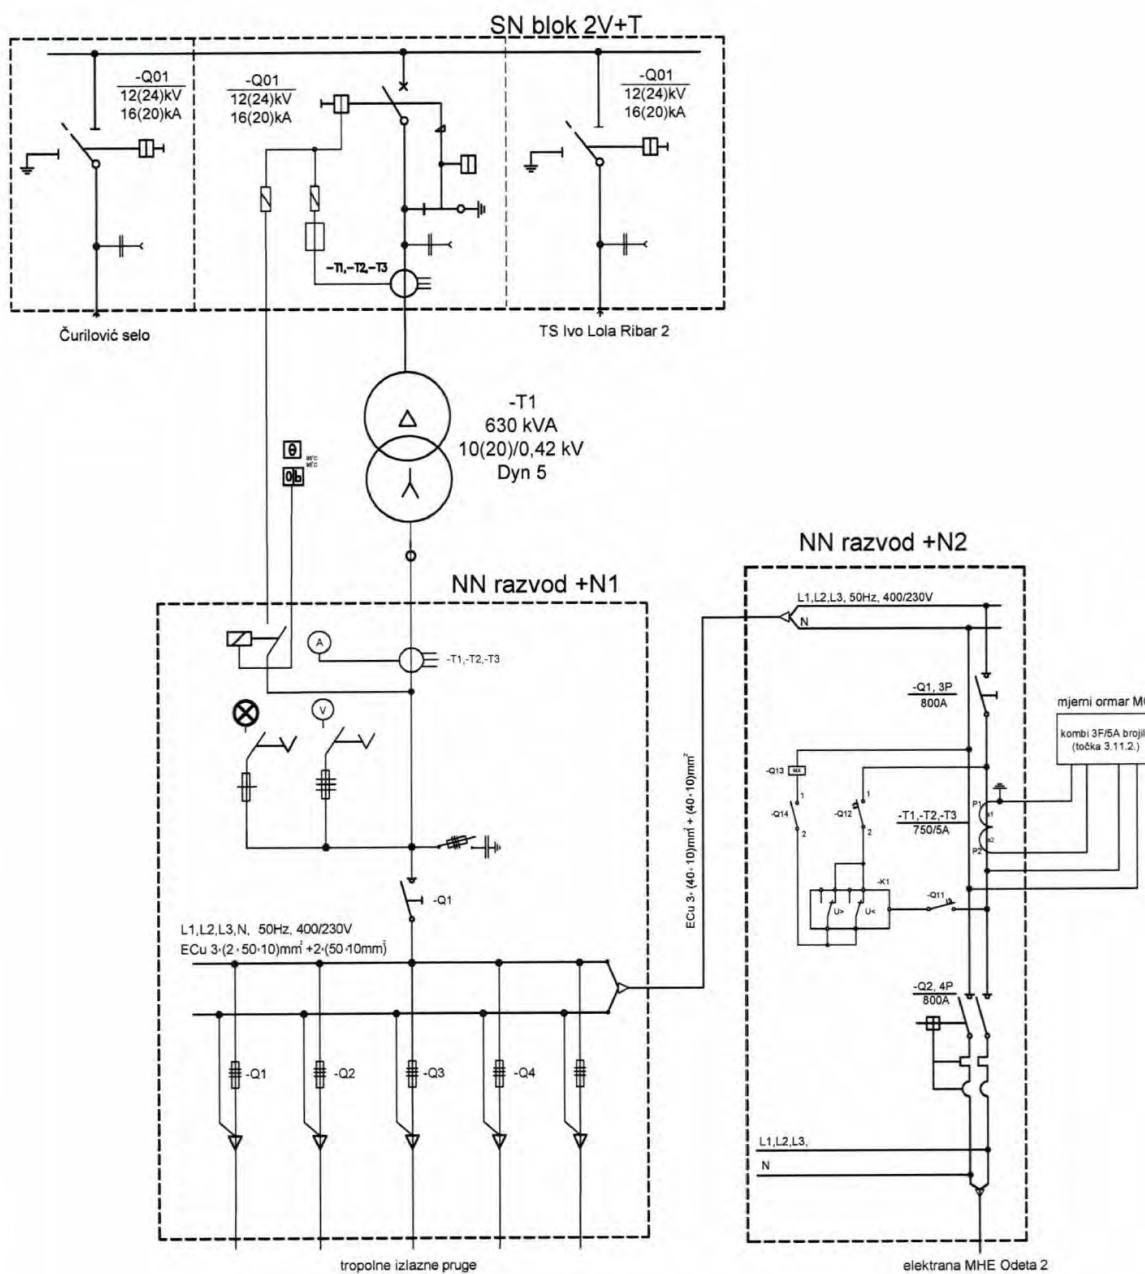 SN blok 2V+T
-Q01
12(24)kV
16(20)kA
-Q01
12(24)kV
16(20)kA
-Q01
12(24)kV
16(20)kA
-T1,-T2,-T3
Čurilović selo
TS Ivo Lola Ribar 2
-T1
630 kVA
10(20)/0,42 kV
Dyn 5
θ
NN razvod +N1
NN razvod +N2
A
-T1,-T2,-T3
V
-Q1
L1,L2,L3,N, 50Hz, 400/230V
ECu 3·(2·50·10)mm² +2·(50·10mm²)
-Q1
-Q2
-Q3
-Q4
tropolne izlazne pruge
ECu 3· (40·10)mm² + (40·10)mm²
L1,L2,L3, 50Hz, 400/230V
N
-Q1, 3P
800A
mjerni ormar
kombi 3F/5A brojil
(točka 3.11.2.)
-Q13
MX
1
-Q14
2
1
-Q12
2
-T1,-T2,-T3
750/5A
P1
P2
-K1
U>
U<
-Q11
-Q2, 4P
800A
L1,L2,L3,
N
elektrana MHE Odeta 2